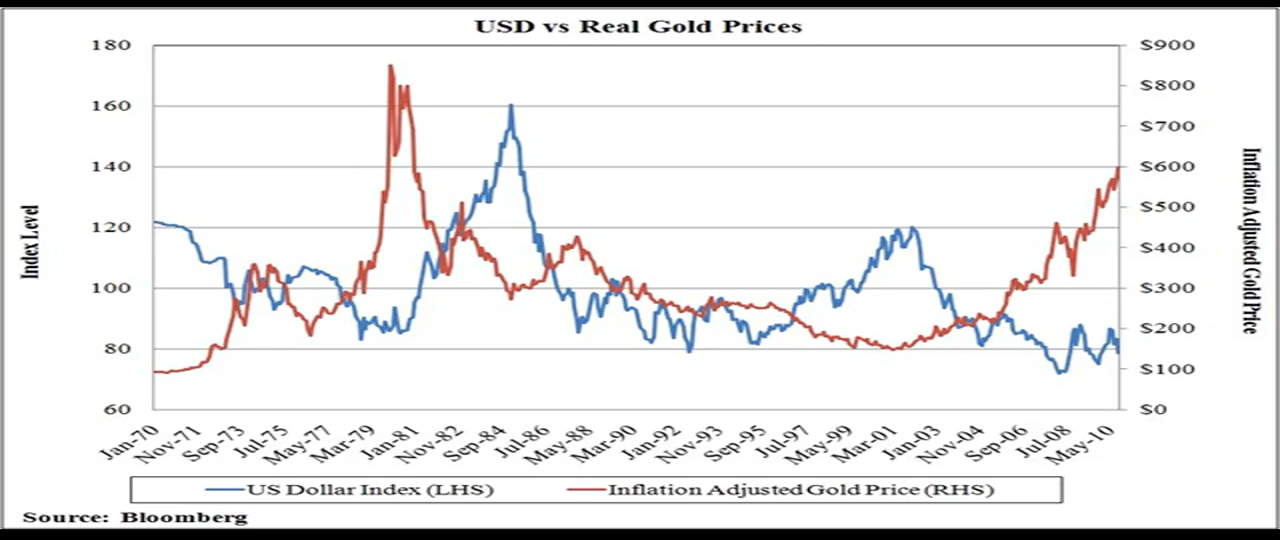 USD vs Real Gold Prices
180
160
140
120
100
80
60
Index Level
$900
$800
$700
$600
$500
$400
$300
$200
$100
$0
Inflation Adjusted Gold Price
Jan-70
Nov-71
Sep-73
Jul-75
May-77
Mar-79
Jan-81
Nov-82
Sep-84
Jul-86
May-88
Mar-90
Jan-92
Nov-93
Sep-95
Jul-97
May-99
Mar-01
Jan-03
Nov-04
Sep-06
Jul-08
May-10
US Dollar Index (LHS)
Inflation Adjusted Gold Price (RHS)
Source: Bloomberg